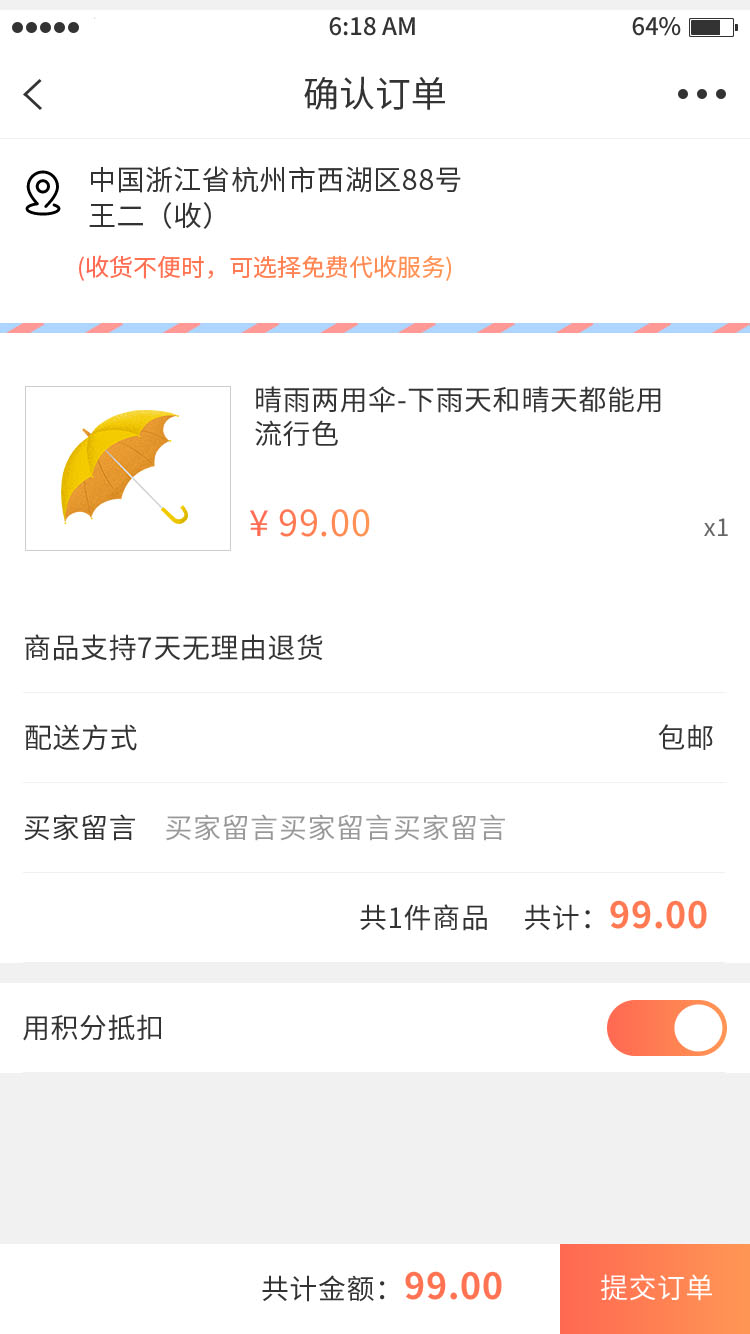 6:18 AM 64%
确认订单
中国浙江省杭州市西湖区88号
王二（收）
(收货不便时，可选择免费代收服务)
晴雨两用伞-下雨天和晴天都能用
流行色
¥ 99.00 x1
商品支持7天无理由退货
配送方式 包邮
买家留言 买家留言买家留言买家留言
共1件商品 共计：99.00
用积分抵扣
共计金额：99.00 提交订单